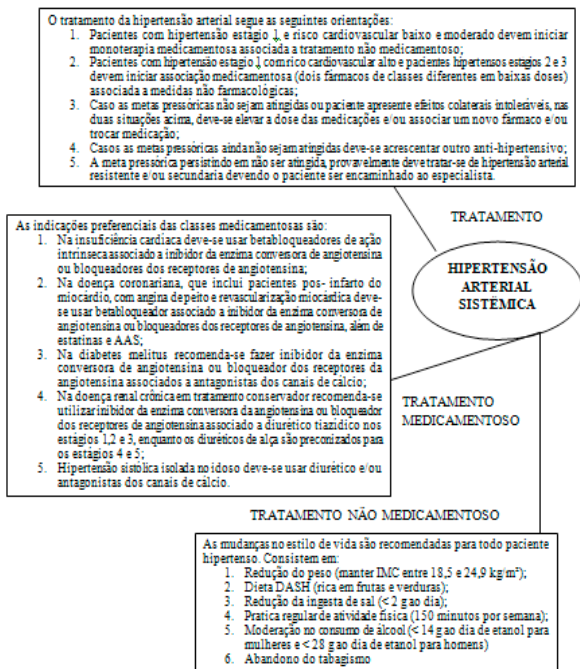 O tratamento da hipertensão arterial segue as seguintes orientações:
1. Pacientes com hipertensão estagio 1, e risco cardiovascular baixo e moderado devem iniciar
monoterapia medicamentosa associada a tratamento não medicamentoso;
2. Pacientes com hipertensão estagio 1 com risco cardiovascular alto e pacientes hipertensos estagios 2 e 3
devem iniciar associação medicamentosa (dois fármacos de classes diferentes em baixas doses)
associada a medidas não farmacológicas;
3. Caso as metas pressóricas não sejam atingidas ou paciente apresente efeitos colaterais intoleráveis, nas
duas situações acima, deve-se elevar a dose das medicações e/ou associar um novo fármaco e/ou
trocar medicação;
4. Casos as metas pressóricas ainda não sejam atingidas deve-se acrescentar outro anti-hipertensivo;
5. A meta pressórica persistindo em não ser atingida, provavelmente deve tratar-se de hipertensão arterial
resistente e/ou secundaria devendo o paciente ser encaminhado ao especialista.
TRATAMENTO
HIPERTENSÃO
ARTERIAL
SISTÊMICA
As indicações preferenciais das classes medicamentosas são:
1. Na insuficiência cardiaca deve-se usar betabloqueadores de ação
intrinseca associado a inibidor da enzima conversora de angiotensina
ou bloqueadores dos receptores de angiotensina;
2. Na doença coronariana, que inclui pacientes pos- infarto do
miocárdio, com angina de peito e revascularização miocárdica deve-
se usar betabloqueador associado a inibidor da enzima conversora de
angiotensina ou bloqueadores dos receptores de angiotensina, além de
estatinas e AAS;
3. Na diabetes melitus recomenda-se fazer inibidor da enzima
conversora de angiotensina ou bloqueador dos receptores da
angiotensina associados a antagonistas dos canais de cálcio;
4. Na doença renal crônica em tratamento conservador recomenda-se
utilizar inibidor da enzima conversora da angiotensina ou bloqueador
dos receptores de angiotensina associado a diurético tiazidico nos
estágios 1,2 e 3, enquanto os diuréticos de alça são preconizados para
os estágios 4 e 5;
5. Hipertensão sistólica isolada no idoso deve-se usar diurético e/ou
antagonistas dos canais de cálcio.
TRATAMENTO
MEDICAMENTOSO
TRATAMENTO NÃO MEDICAMENTOSO
As mudanças no estilo de vida são recomendadas para todo paciente
hipertenso. Consistem em:
1. Redução do peso (manter IMC entre 18,5 e 24,9 kg/m²);
2. Dieta DASH (rica em frutas e verduras);
3. Redução da ingesta de sal (< 2 g ao dia);
4. Pratica regular de atividade física (150 minutos por semana);
5. Moderação no consumo de álcool (< 14 g ao dia de etanol para
mulheres e < 28 g ao dia de etanol para homens)
6. Abandono do tabagismo